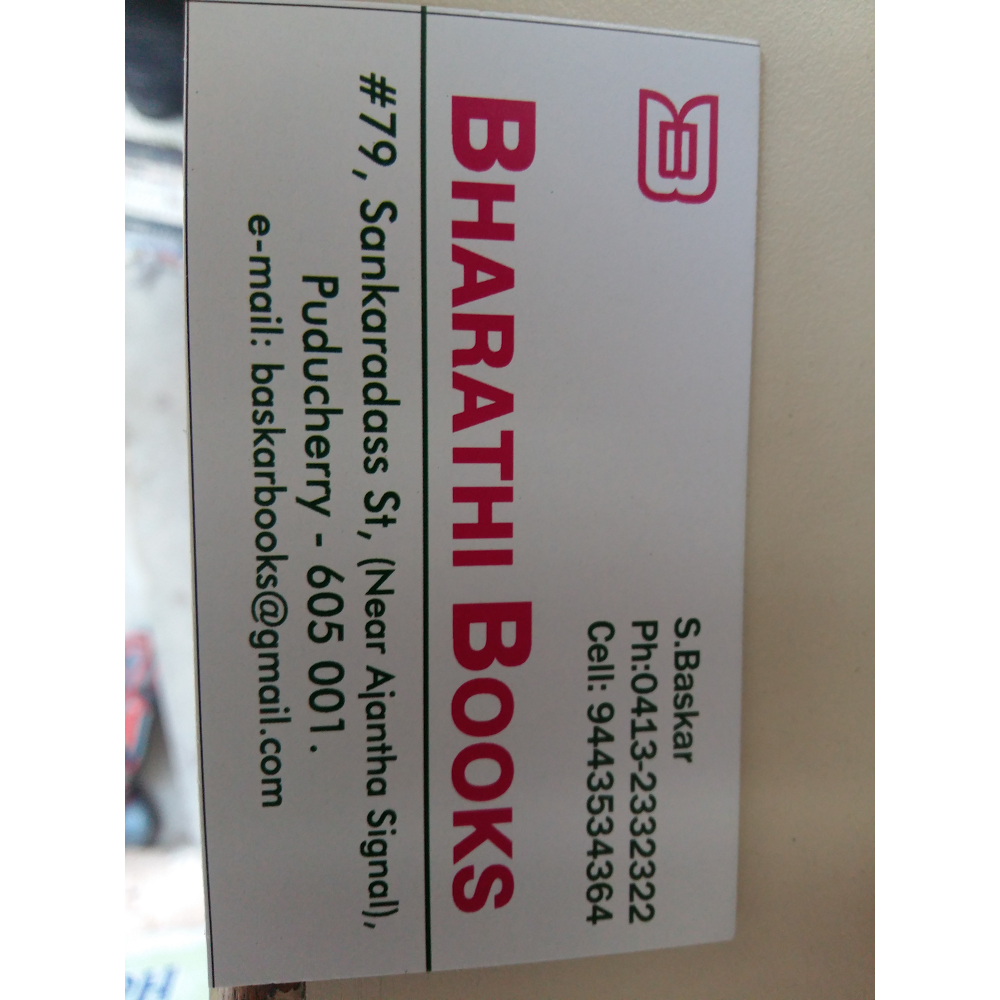 S.Baskar
Ph:0413-2332322
Cell: 9443534364
BHARATHI BOOKS
#79, Sankaradass St, (Near Ajantha Signal),
Puducherry - 605 001.
e-mail: baskarbooks@gmail.com